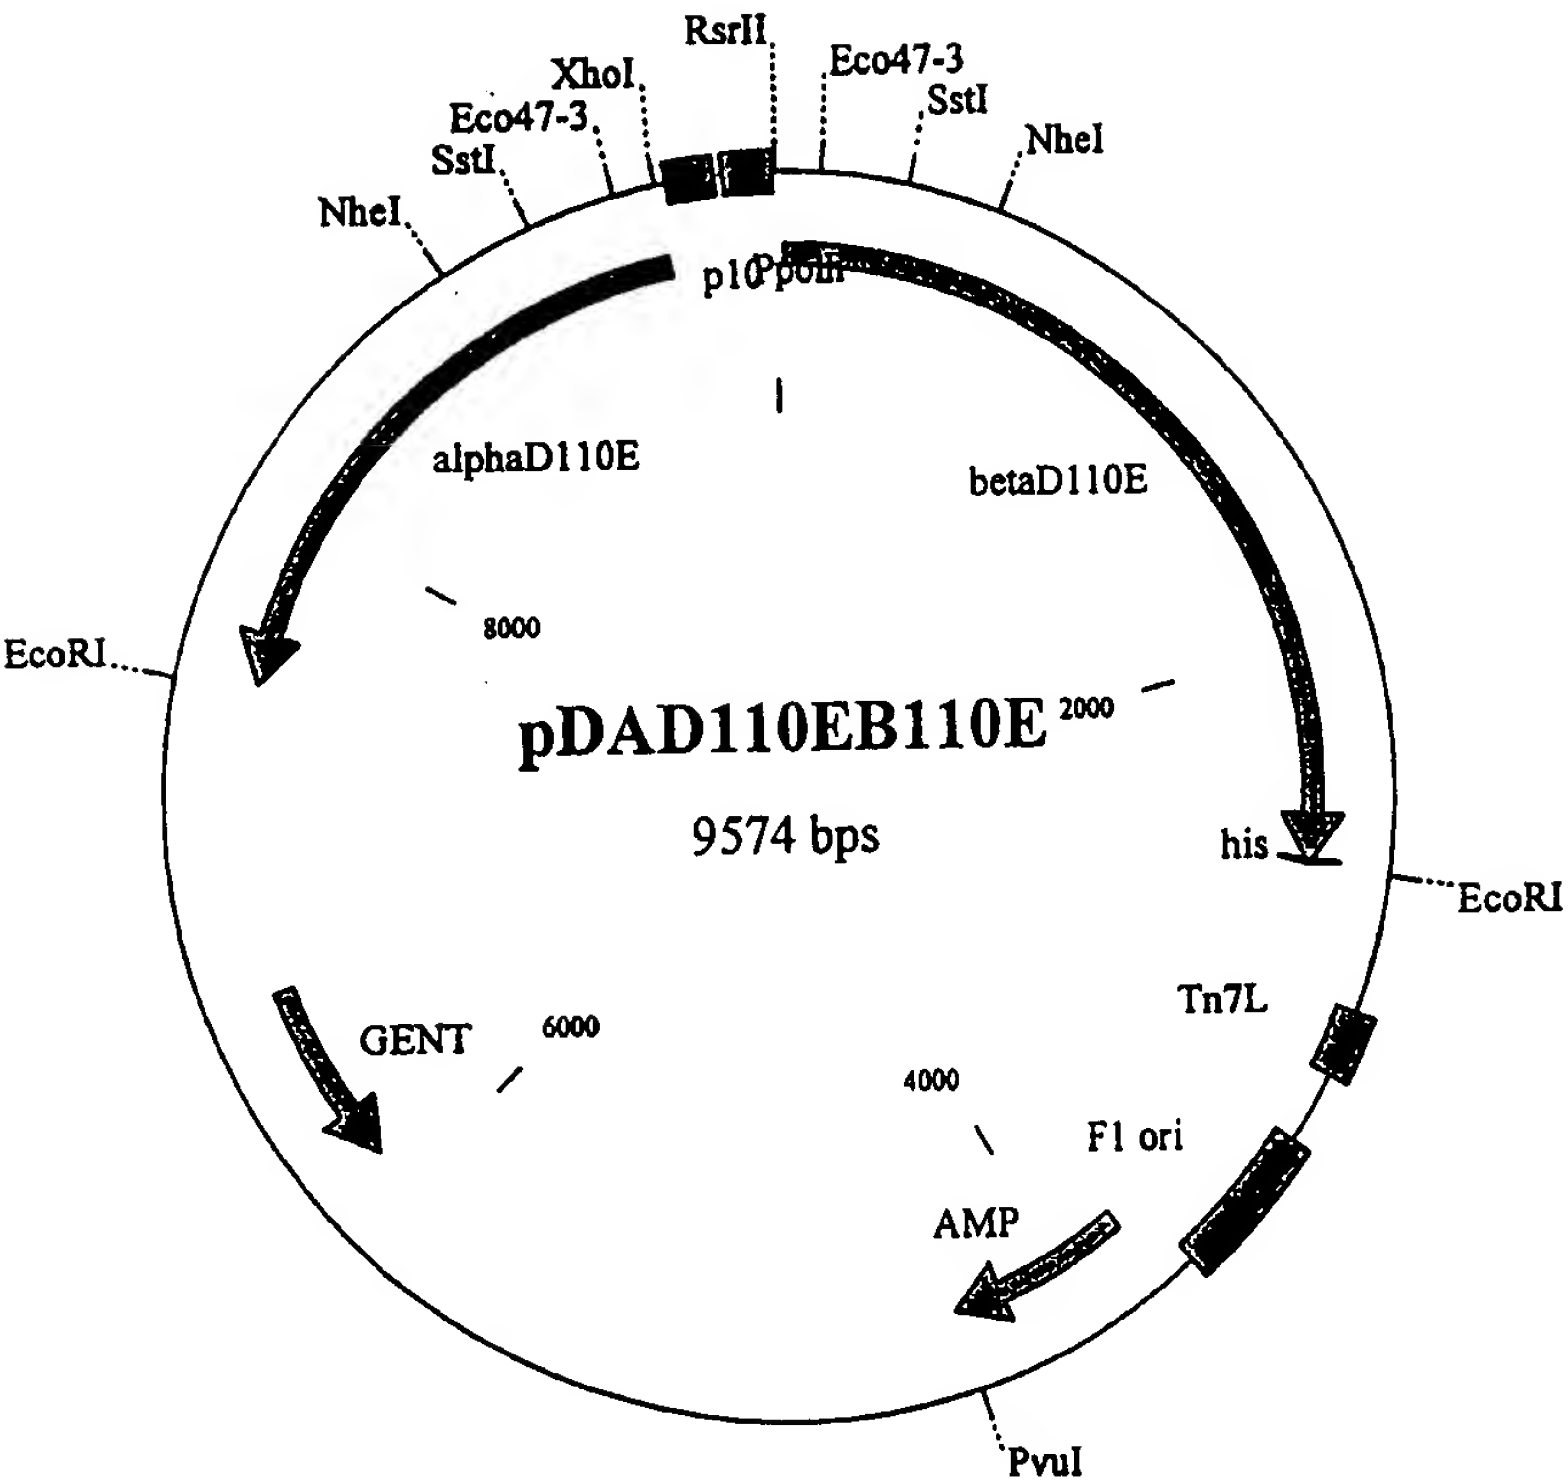 RsrII
XhoI
Eco47-3
Eco47-3
SstI
SstI
NheI
NheI
p10
alphaD110E
betaD110E
8000
EcoRI
pDAD110EB110E
2000
9574 bps
his
EcoRI
Tn7L
GENT
6000
4000
F1 ori
AMP
PvuI